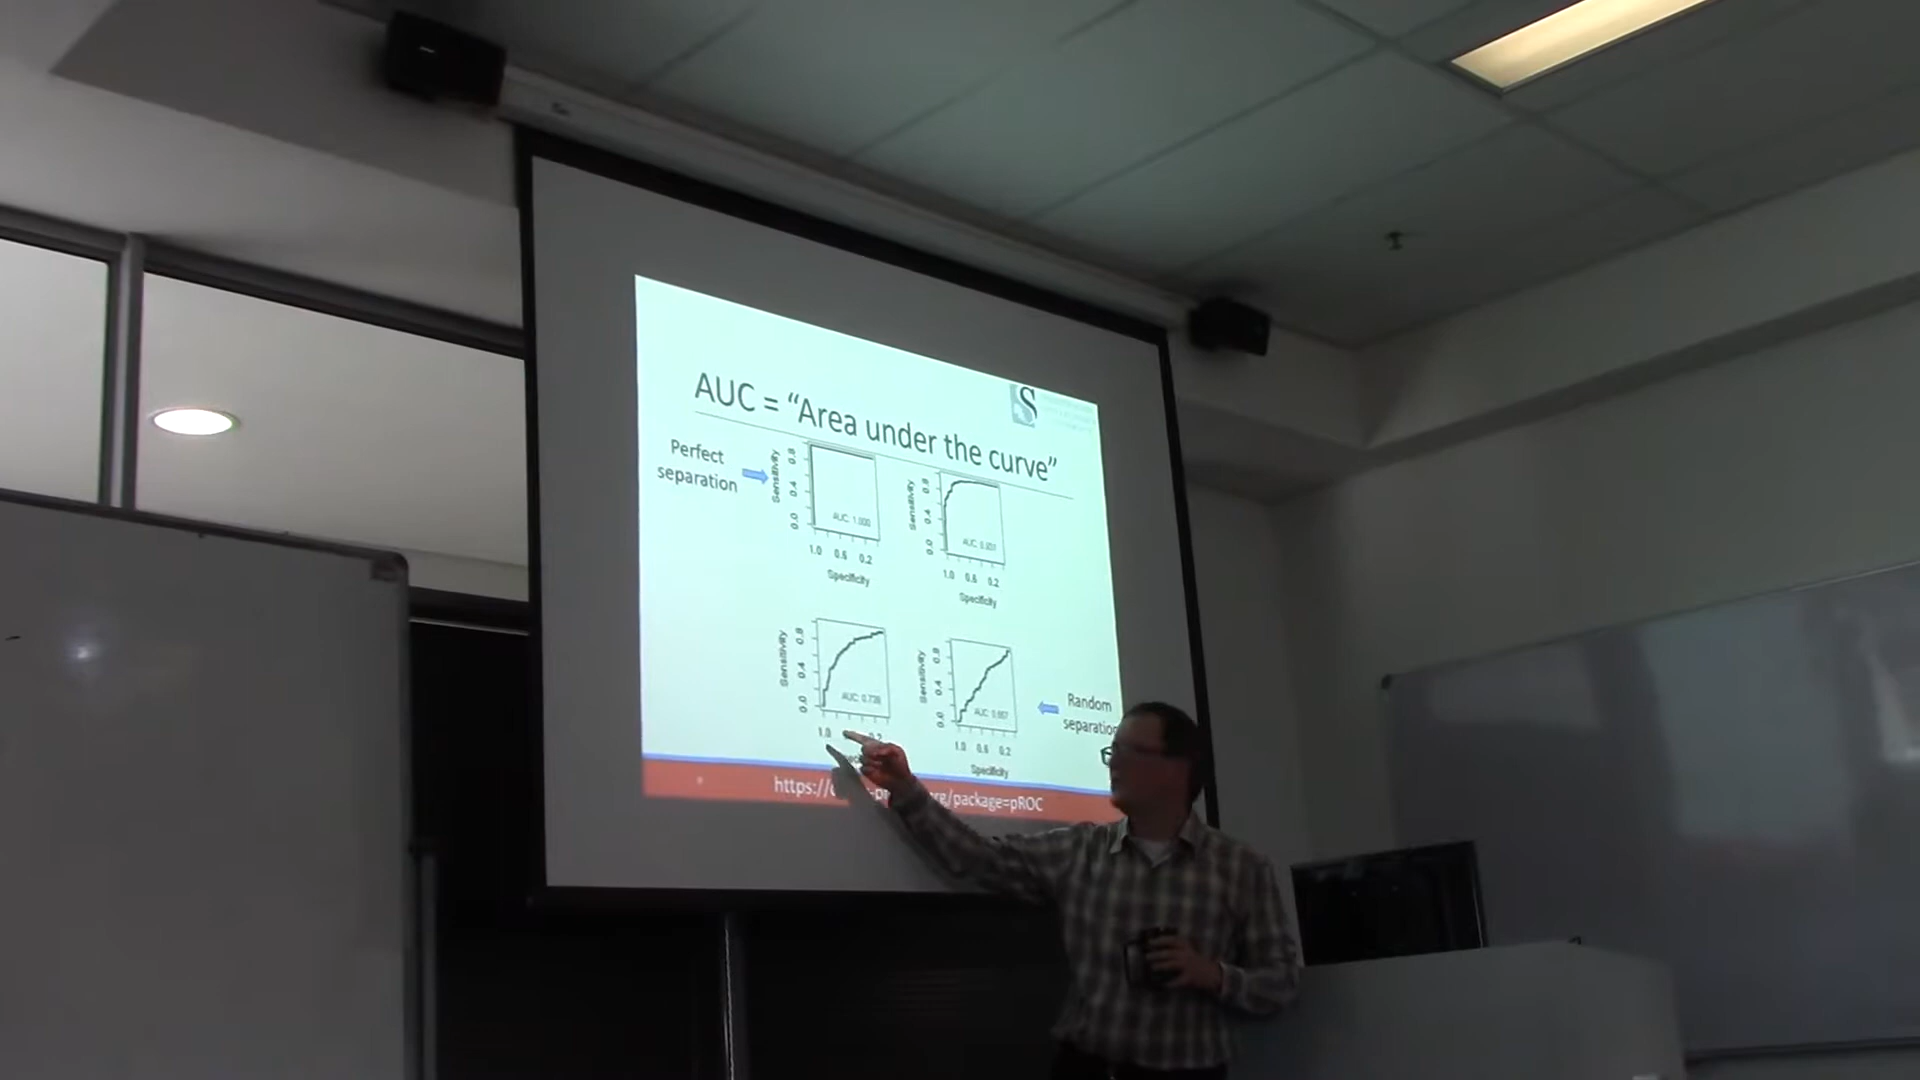 AUC = “Area under the curve”
S
Perfect
separation
Sensitivity
0.0 0.4 0.8
AUC: 1.000
1.0 0.6 0.2
Specificity
Sensitivity
0.0 0.4 0.8
1.0 0.6 0.2
Specificity
Sensitivity
0.0 0.4 0.8
1.0
Sensitivity
0.0 0.4 0.8
1.0 0.6 0.2
Specificity
Random
separation
https://
/package=pROC